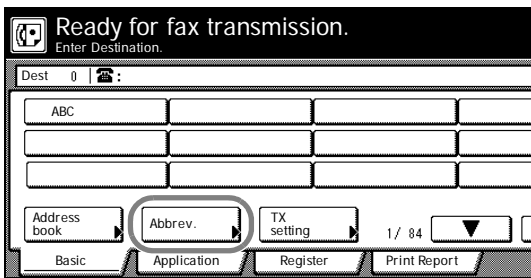 Ready for fax transmission.
Enter Destination.
Dest 0 ☎:
ABC
Address book
Abbrev.
TX setting
1/ 84
Basic Application Register Print Report